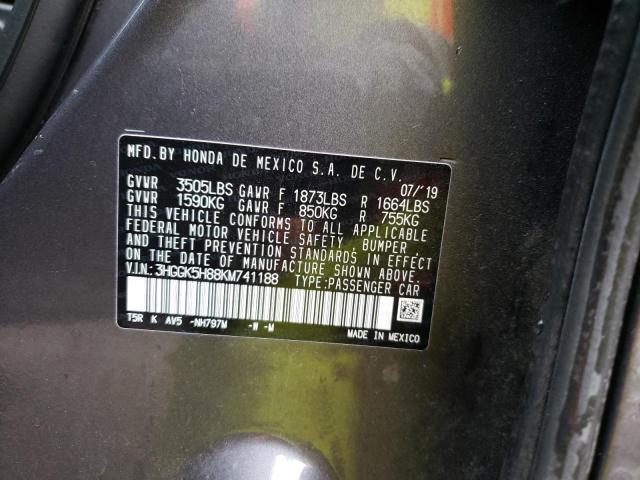 MFD.BY HONDA DE MEXICO S.A. DE C.V.
07/'19
GVWR 3505LBS GAWR F 1873LBS R 1664LBS
GVWR 1590KG GAWR F 850KG R 755KG
THIS VEHICLE CONFORMS TO ALL APPLICABLE
FEDERAL MOTOR VEHICLE SAFETY, BUMPER
AND THEFT PREVENTION STANDARDS IN EFFECT
ON THE DATE OF MANUFACTURE SHOWN ABOVE.
V.I.N: 3HGGK5H88KM741188 TYPE:PASSENGER CAR
T5R K AV5 -NH797M -W -M
MADE IN MEXICO